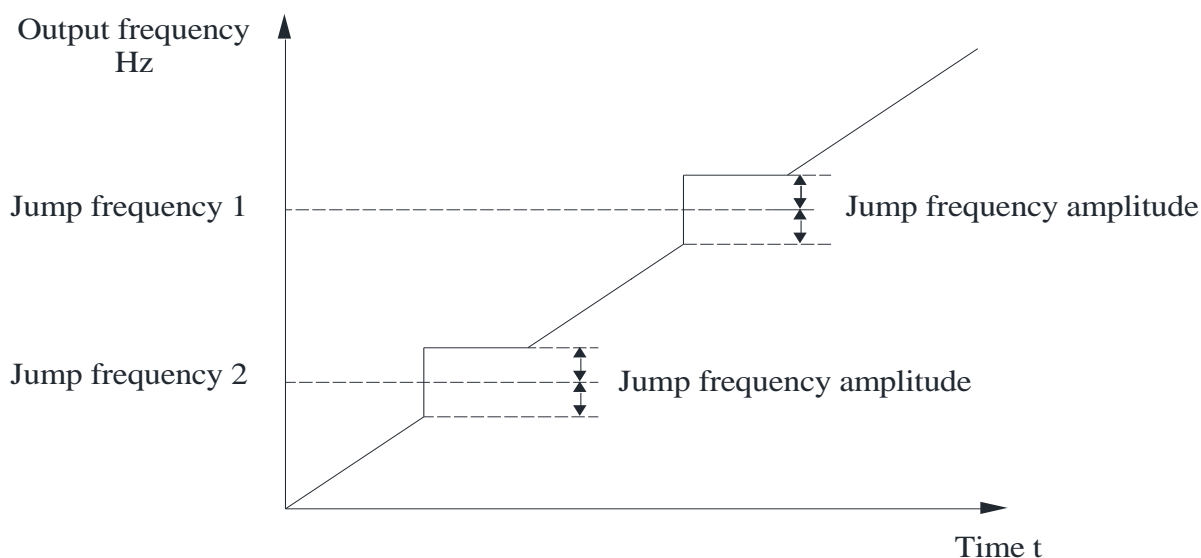 Output frequency
Hz
Jump frequency 1
Jump frequency amplitude
Jump frequency 2
Jump frequency amplitude
Time t